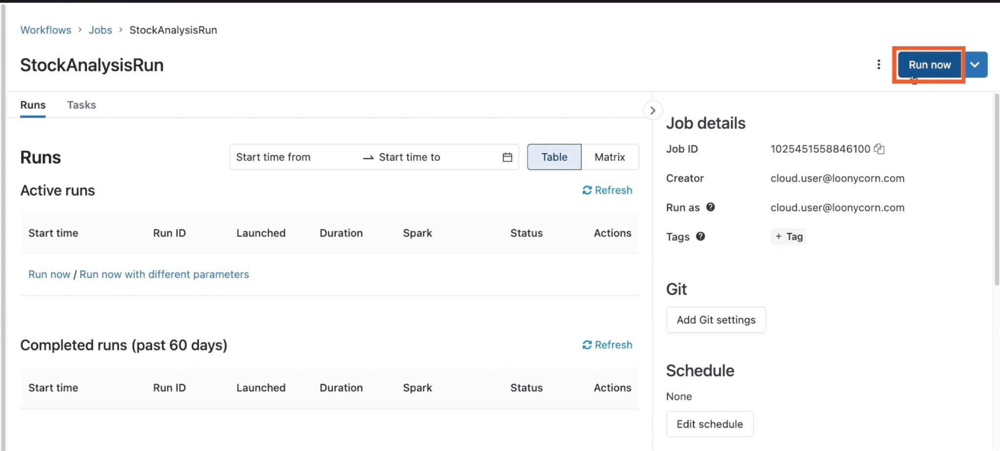 Workflows > Jobs > StockAnalysisRun
StockAnalysisRun
Run now
Runs Tasks
Runs
Start time from → Start time to
Table Matrix
Active runs
Refresh
Start time Run ID Launched Duration Spark Status Actions
Run now / Run now with different parameters
Completed runs (past 60 days)
Refresh
Start time Run ID Launched Duration Spark Status Actions
Job details
Job ID 1025451558846100
Creator cloud.user@loonycorn.com
Run as ? cloud.user@loonycorn.com
Tags ? + Tag
Git
Add Git settings
Schedule
None
Edit schedule